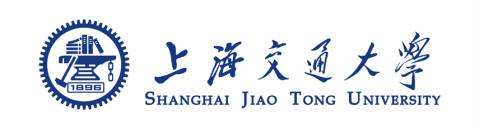 上海交通大學
SHANGHAI JIAO TONG UNIVERSITY
1896